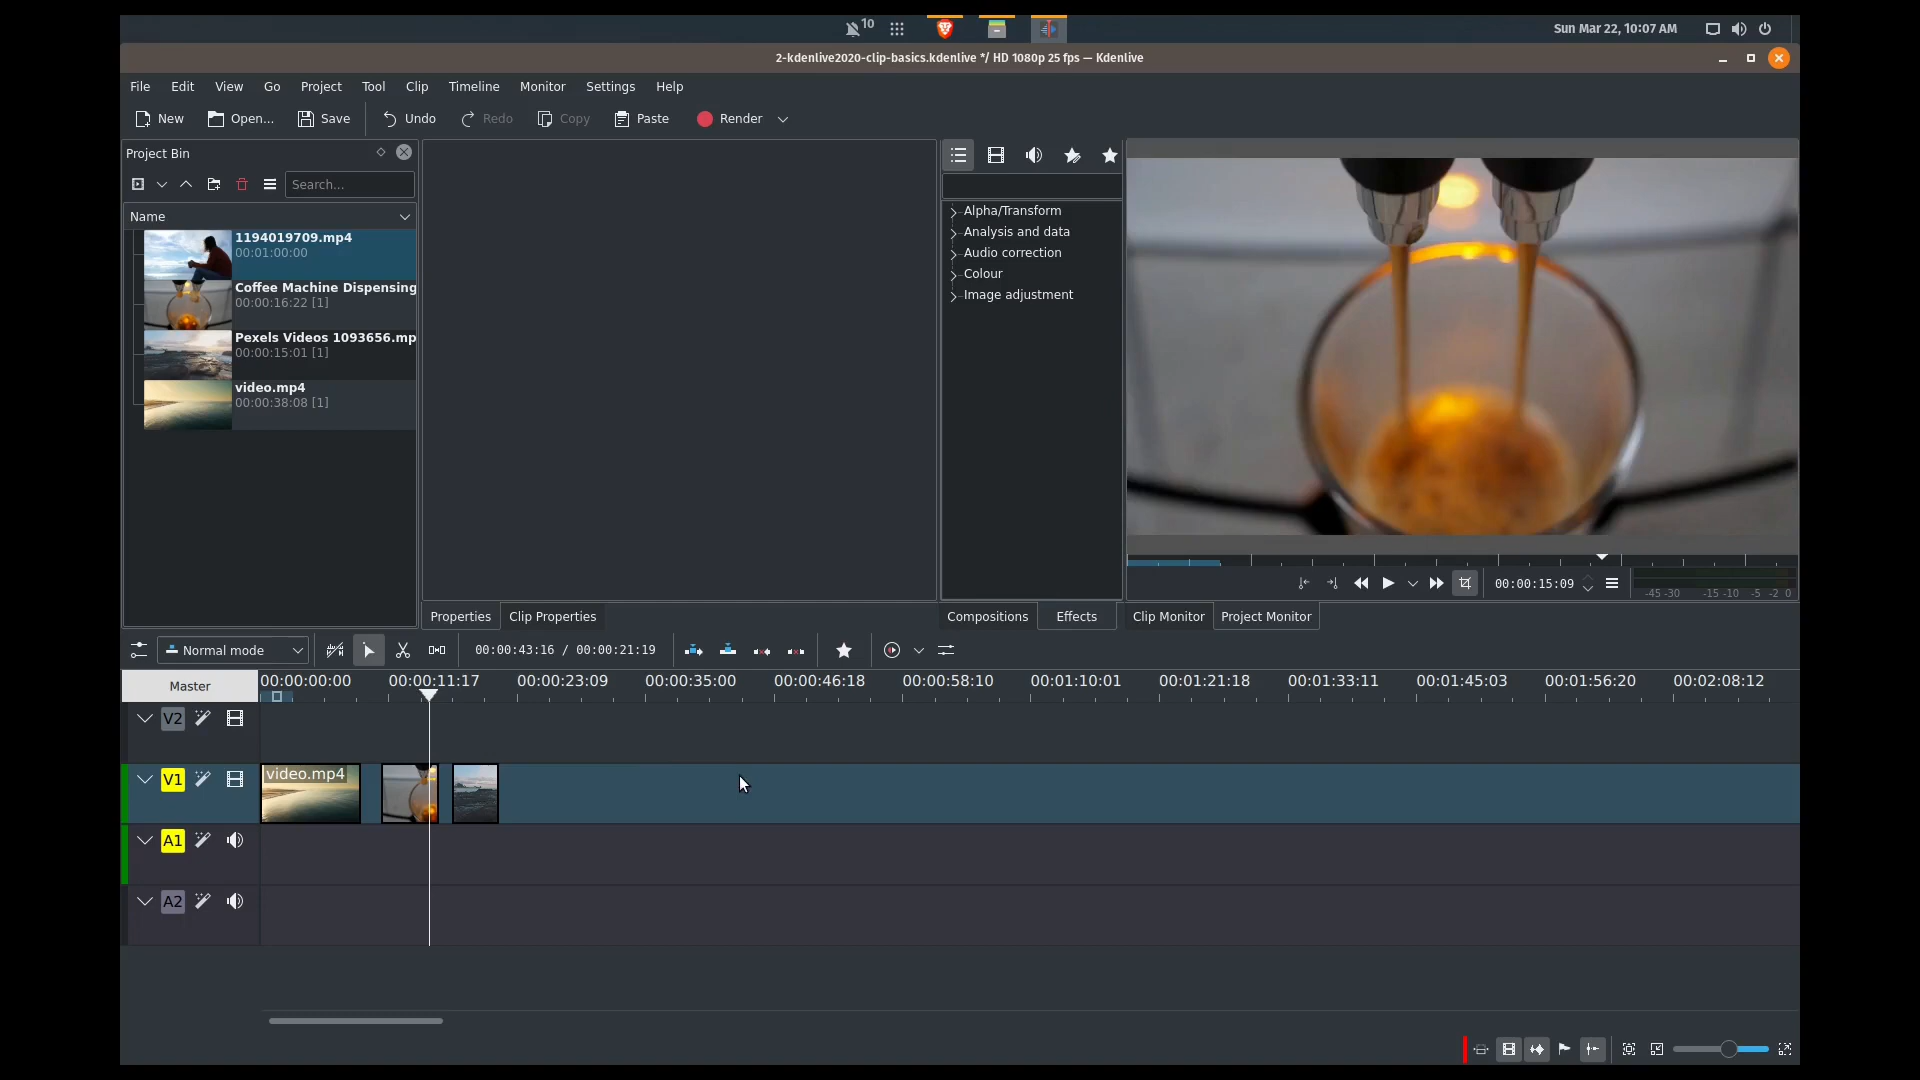 10
Sun Mar 22, 10:07 AM
2-kdenlive2020-clip-basics.kdenlive */ HD 1080p 25 fps — Kdenlive
File Edit View Go Project Tool Clip Timeline Monitor Settings Help
New Open... Save Undo Redo Copy Paste Render
Project Bin
Search...
Name
1194019709.mp4
00:01:00:00
Coffee Machine Dispensing
00:00:16:22 [1]
Pexels Videos 1093656.mp
00:00:15:01 [1]
video.mp4
00:00:38:08 [1]
Alpha/Transform
Analysis and data
Audio correction
Colour
Image adjustment
00:00:15:09
-45 -30 -15 -10 -5 -2 0
Properties Clip Properties
Compositions Effects
Clip Monitor Project Monitor
Normal mode
00:00:43:16 / 00:00:21:19
Master
00:00:00:00 00:00:11:17 00:00:23:09 00:00:35:00 00:00:46:18 00:00:58:10 00:01:10:01 00:01:21:18 00:01:33:11 00:01:45:03 00:01:56:20 00:02:08:12
V2
V1
video.mp4
A1
A2